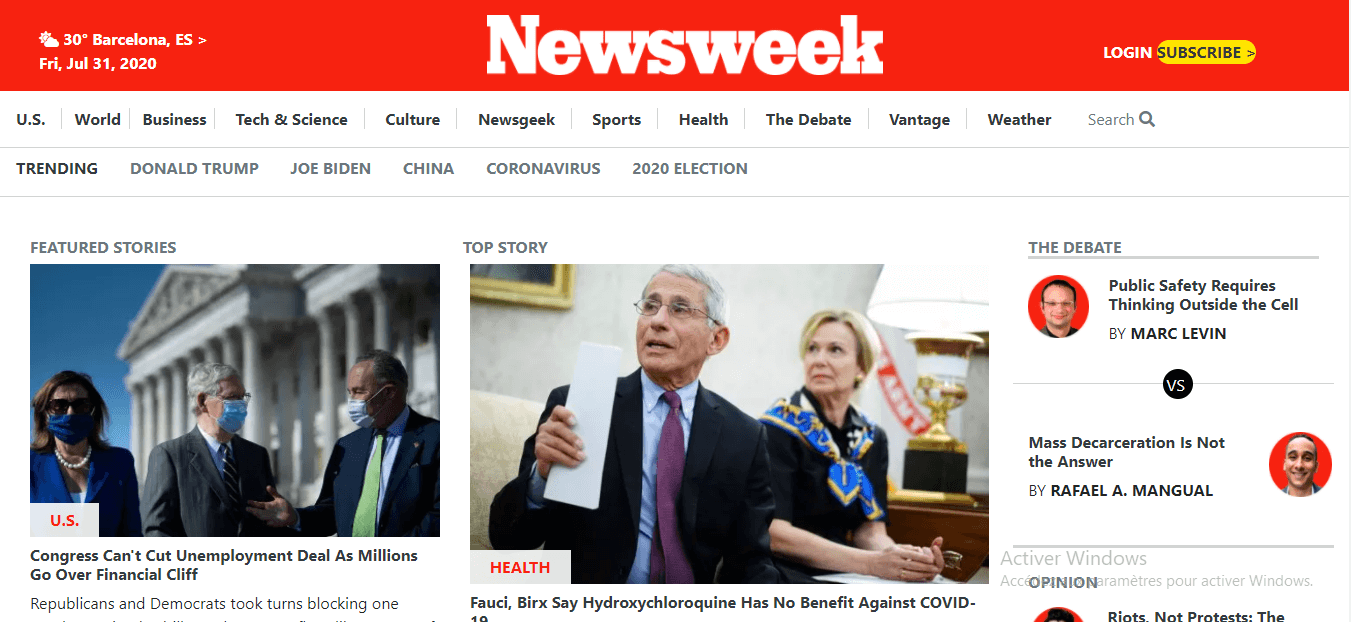 30° Barcelona, ES >
Fri, Jul 31, 2020
Newsweek
LOGIN SUBSCRIBE >
U.S. World Business Tech & Science Culture Newsgeek Sports Health The Debate Vantage Weather Search
TRENDING DONALD TRUMP JOE BIDEN CHINA CORONAVIRUS 2020 ELECTION
FEATURED STORIES
U.S.
Congress Can't Cut Unemployment Deal As Millions
Go Over Financial Cliff
Republicans and Democrats took turns blocking one
TOP STORY
ARMY
HEALTH
Fauci, Birx Say Hydroxychloroquine Has No Benefit Against COVID-
19
THE DEBATE
Public Safety Requires
Thinking Outside the Cell
BY MARC LEVIN
VS
Mass Decarceration Is Not
the Answer
BY RAFAEL A. MANGUAL
Activer Windows
paramètres pour activer Windows.
OPINION
Riots, Not Protests: The